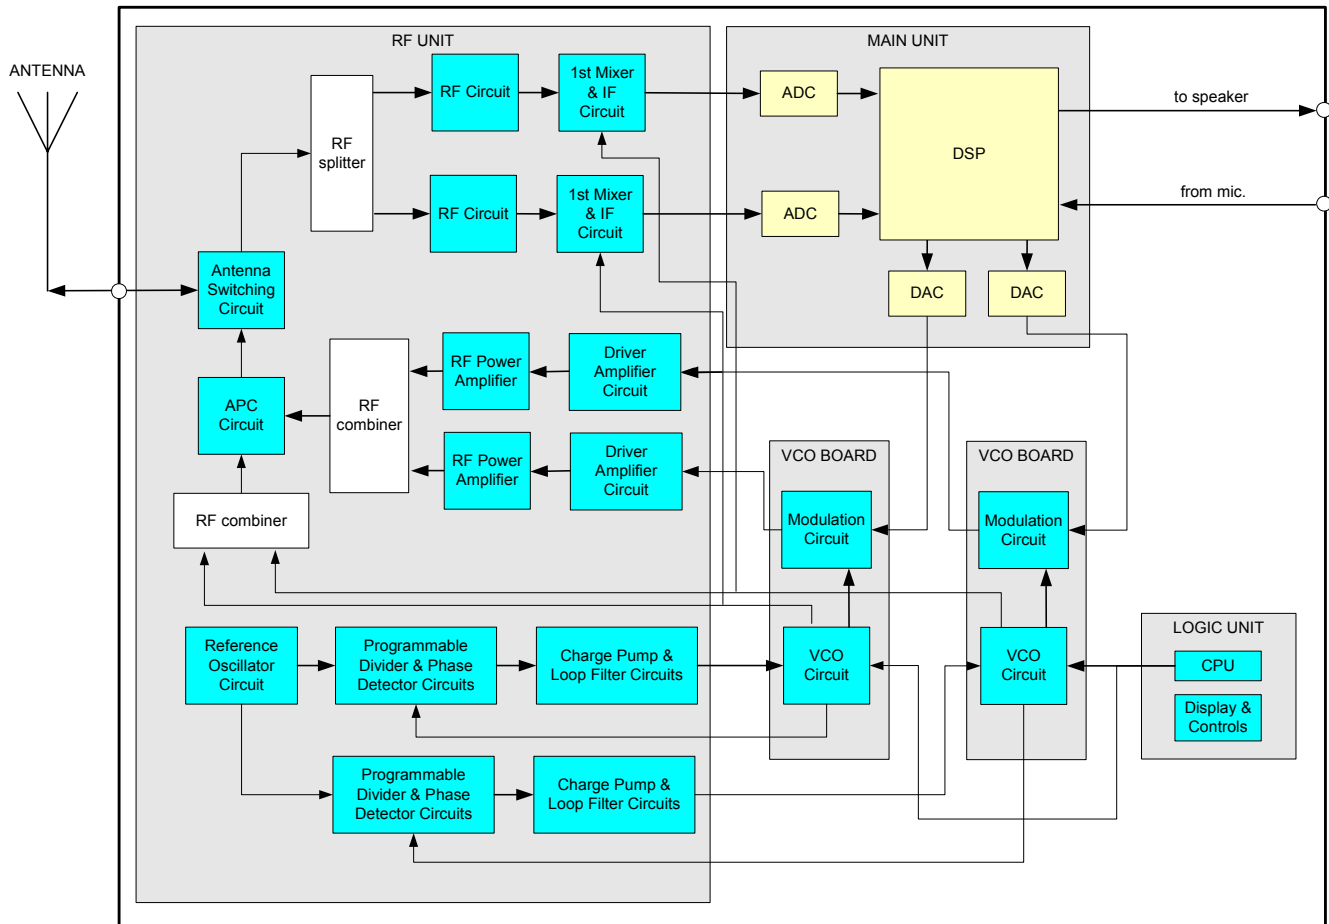 RF UNIT
MAIN UNIT
ANTENNA
RF Circuit
1st Mixer
& IF
Circuit
ADC
to speaker
RF
splitter
DSP
RF Circuit
1st Mixer
& IF
Circuit
ADC
from mic.
Antenna
Switching
Circuit
DAC
DAC
RF Power
Amplifier
Driver
Amplifier
Circuit
APC
Circuit
RF
combiner
RF Power
Amplifier
Driver
Amplifier
Circuit
VCO BOARD
VCO BOARD
RF combiner
Modulation
Circuit
Modulation
Circuit
Reference
Oscillator
Circuit
Programmable
Divider & Phase
Detector Circuits
Charge Pump &
Loop Filter Circuits
VCO
Circuit
VCO
Circuit
LOGIC UNIT
CPU
Display &
Controls
Programmable
Divider & Phase
Detector Circuits
Charge Pump &
Loop Filter Circuits